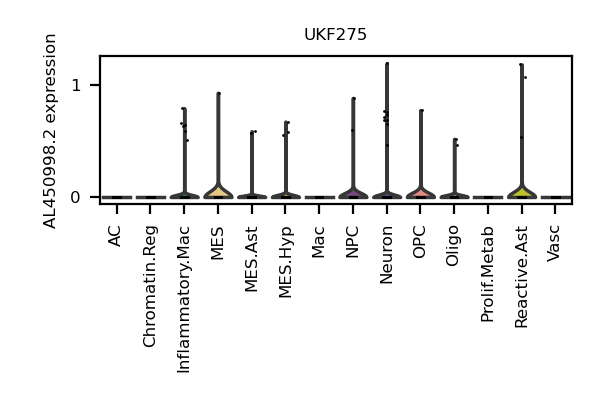 UKF275
AL450998.2 expression
1
0
AC
Chromatin.Reg
Inflammatory.Mac
MES
MES.Ast
MES.Hyp
Mac
NPC
Neuron
OPC
Oligo
Prolif.Metab
Reactive.Ast
Vasc